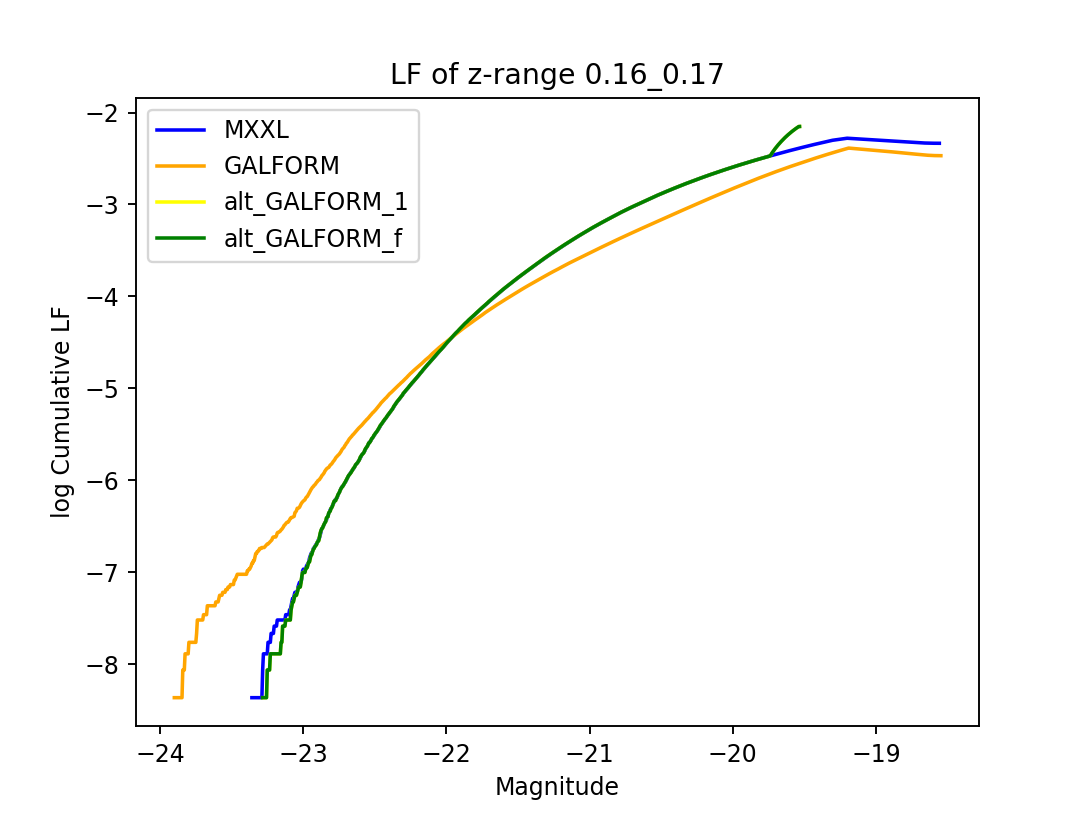 LF of z-range 0.16_0.17
MXXL
GALFORM
alt_GALFORM_1
alt_GALFORM_f
log Cumulative LF
−2
−3
−4
−5
−6
−7
−8
−24
−23
−22
−21
−20
−19
Magnitude